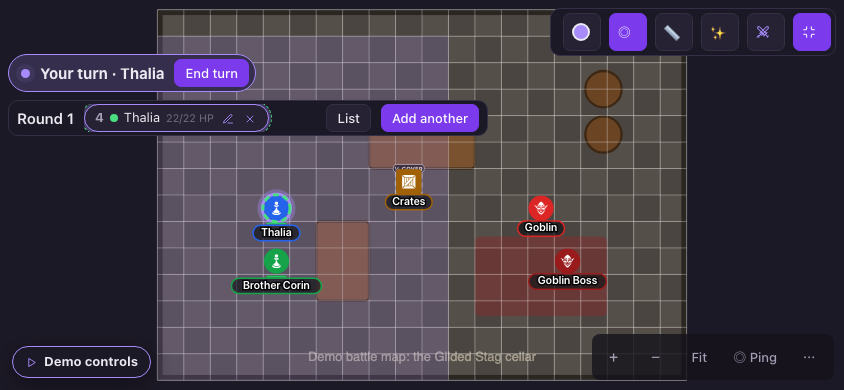 Your turn · Thalia
End turn
Round 1
4
Thalia
22/22 HP
List
Add another
Crates
Thalia
Goblin
Brother Corin
Goblin Boss
Demo battle map: the Gilded Stag cellar
Demo controls
+
−
Fit
Ping
···